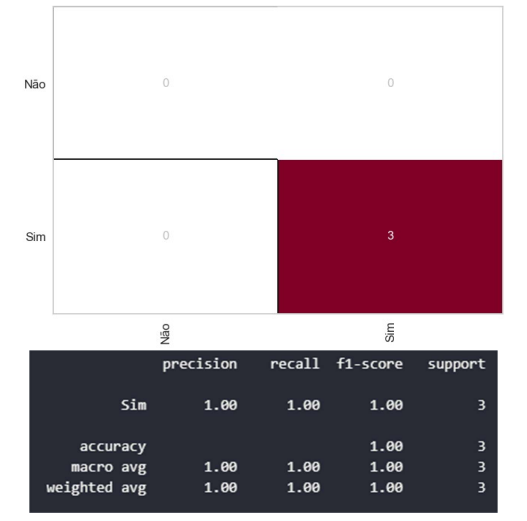 Não 0 0
Sim 0 3
Não Sim
precision recall f1-score support
Sim 1.00 1.00 1.00 3
accuracy 1.00 3
macro avg 1.00 1.00 1.00 3
weighted avg 1.00 1.00 1.00 3